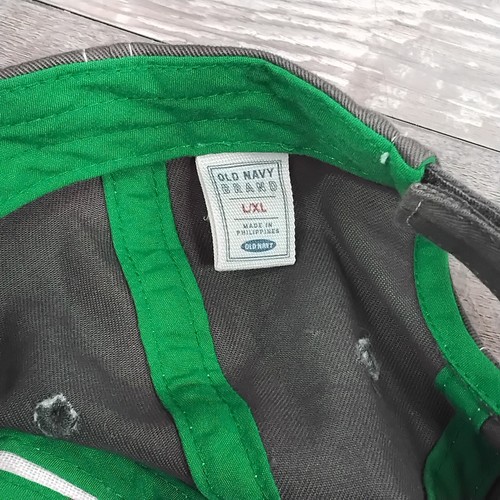 OLD NAVY
BRAND
L/XL
MADE IN
PHILIPPINES
OLD NAVY